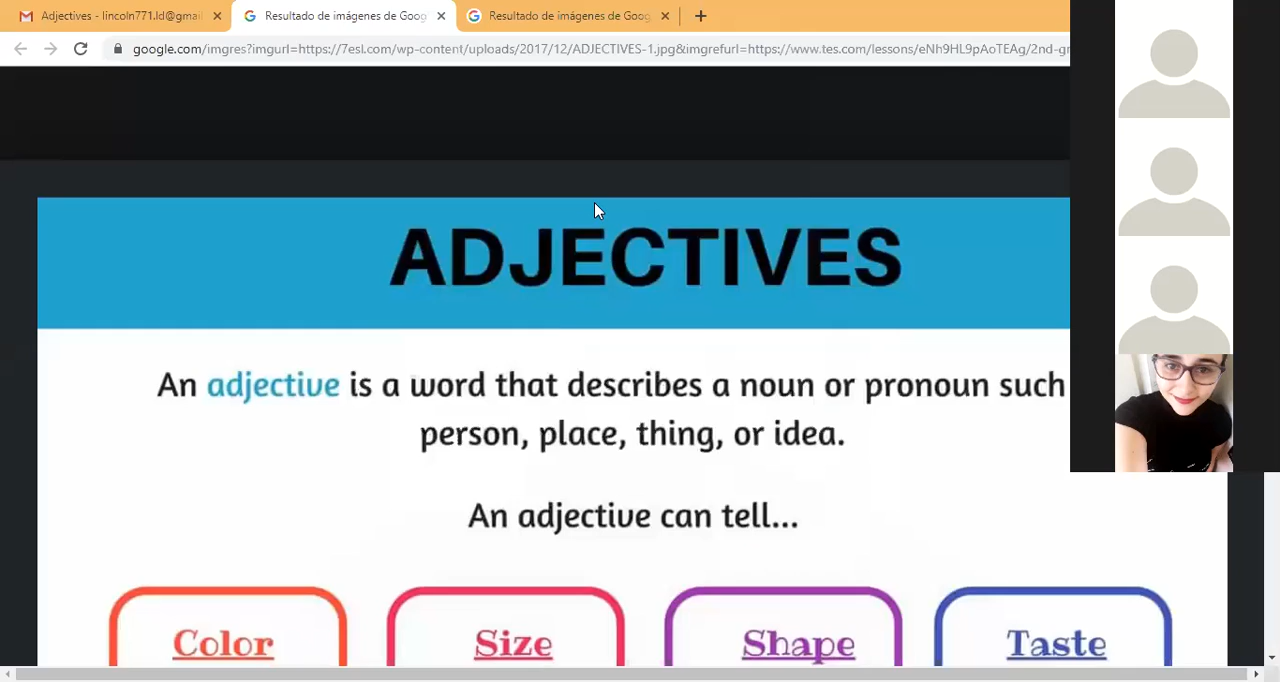 Adjectives - lincoln771.ld@gmai
Resultado de imágenes de Goog
Resultado de imágenes de Goog
google.com/imgres?imgurl=https://7esl.com/wp-content/uploads/2017/12/ADJECTIVES-1.jpg&imgrefurl=https://www.tes.com/lessons/eNh9HL9pAoTEAg/2nd-gr
ADJECTIVES
An adjective is a word that describes a noun or pronoun such
person, place, thing, or idea.
An adjective can tell...
Color
Size
Shape
Taste